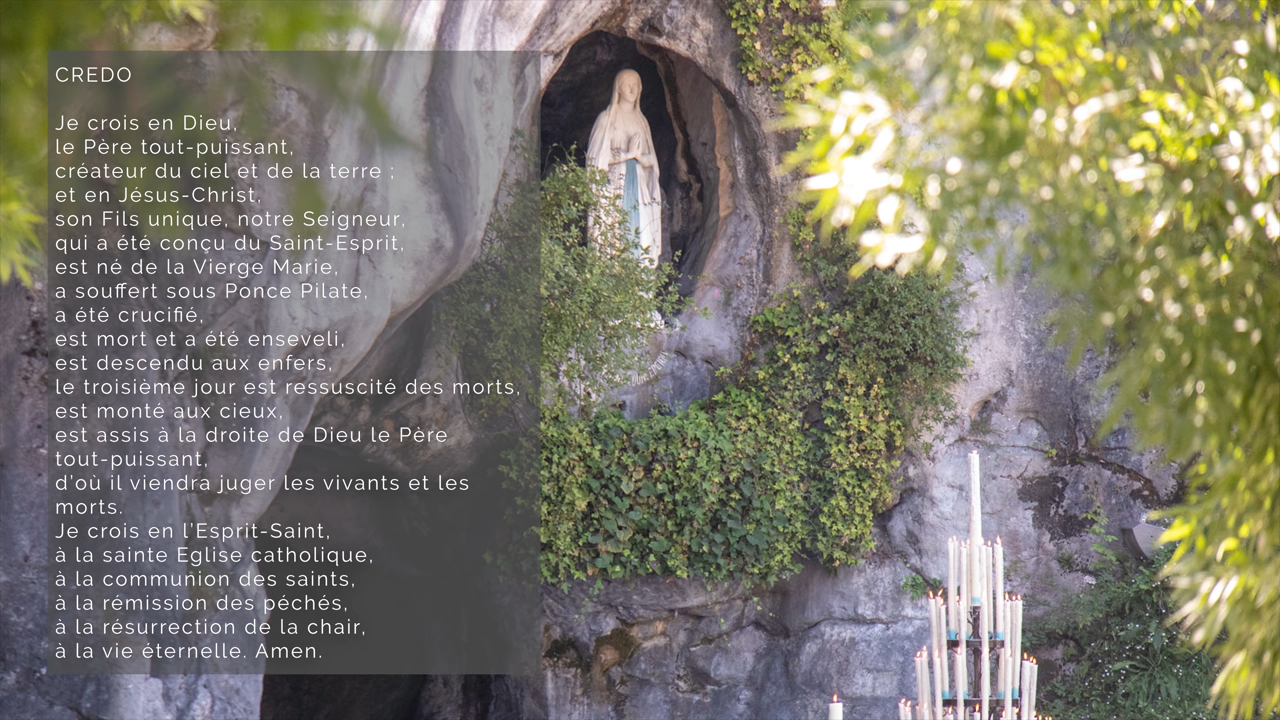 CREDO
Je crois en Dieu,
le Père tout-puissant,
créateur du ciel et de la terre ;
et en Jésus-Christ,
son Fils unique, notre Seigneur,
qui a été conçu du Saint-Esprit,
est né de la Vierge Marie,
a souffert sous Ponce Pilate,
a été crucifié,
est mort et a été enseveli,
est descendu aux enfers,
le troisième jour est ressuscité des morts,
est monté aux cieux,
est assis à la droite de Dieu le Père
tout-puissant,
d’où il viendra juger les vivants et les
morts.
Je crois en l’Esprit-Saint,
à la sainte Eglise catholique,
à la communion des saints,
à la rémission des péchés,
à la résurrection de la chair,
à la vie éternelle. Amen.